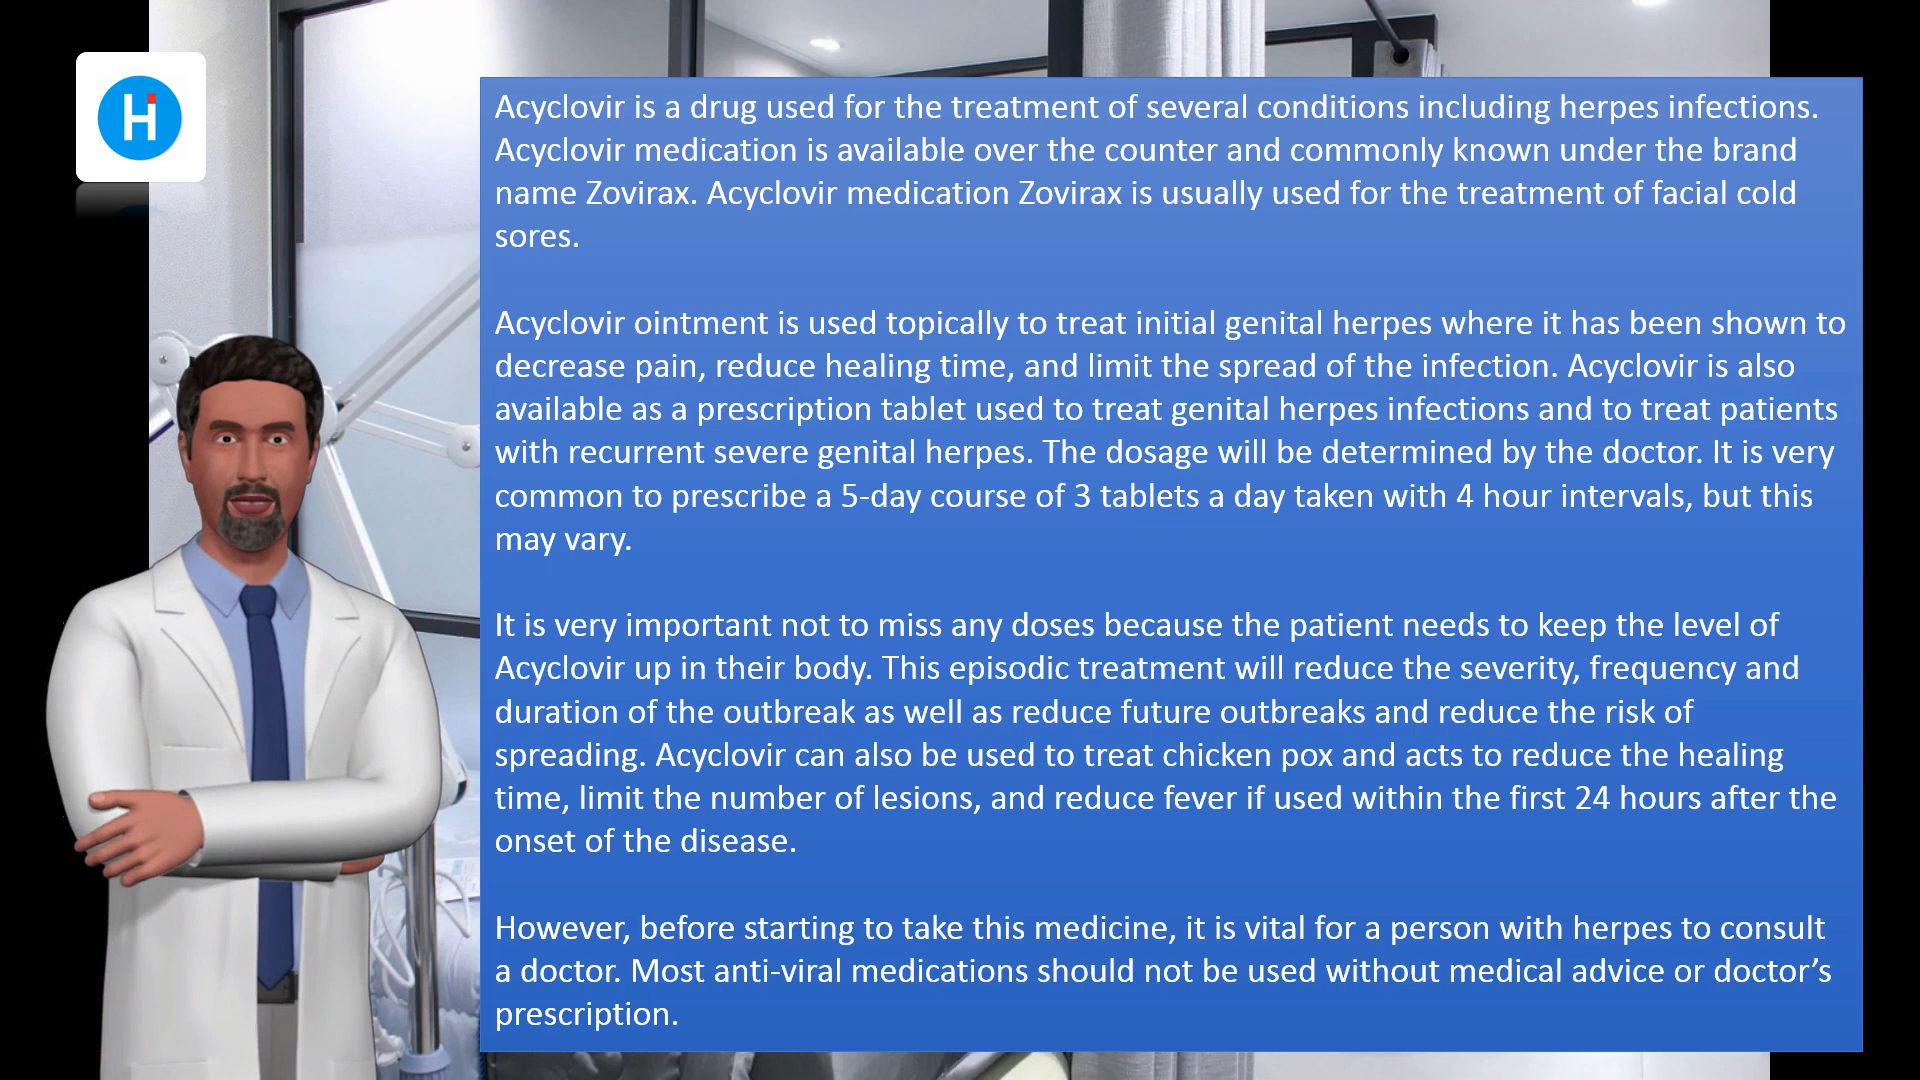 H
Acyclovir is a drug used for the treatment of several conditions including herpes infections.
Acyclovir medication is available over the counter and commonly known under the brand
name Zovirax. Acyclovir medication Zovirax is usually used for the treatment of facial cold
sores.
Acyclovir ointment is used topically to treat initial genital herpes where it has been shown to
decrease pain, reduce healing time, and limit the spread of the infection. Acyclovir is also
available as a prescription tablet used to treat genital herpes infections and to treat patients
with recurrent severe genital herpes. The dosage will be determined by the doctor. It is very
common to prescribe a 5-day course of 3 tablets a day taken with 4 hour intervals, but this
may vary.
It is very important not to miss any doses because the patient needs to keep the level of
Acyclovir up in their body. This episodic treatment will reduce the severity, frequency and
duration of the outbreak as well as reduce future outbreaks and reduce the risk of
spreading. Acyclovir can also be used to treat chicken pox and acts to reduce the healing
time, limit the number of lesions, and reduce fever if used within the first 24 hours after the
onset of the disease.
However, before starting to take this medicine, it is vital for a person with herpes to consult
a doctor. Most anti-viral medications should not be used without medical advice or doctor’s
prescription.